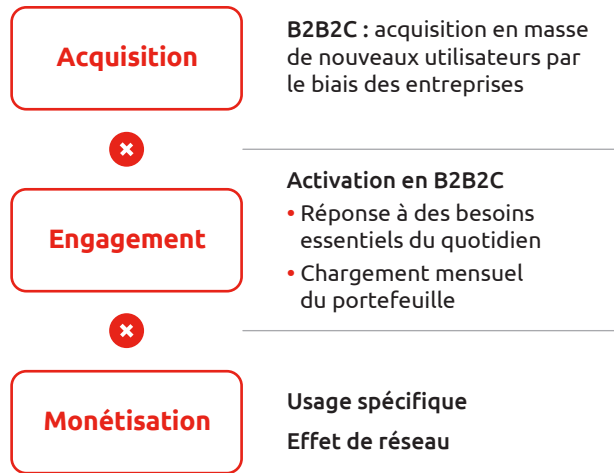 Acquisition
B2B2C : acquisition en masse
de nouveaux utilisateurs par
le biais des entreprises
Engagement
Activation en B2B2C
• Réponse à des besoins
essentiels du quotidien
• Chargement mensuel
du portefeuille
Monétisation
Usage spécifique
Effet de réseau